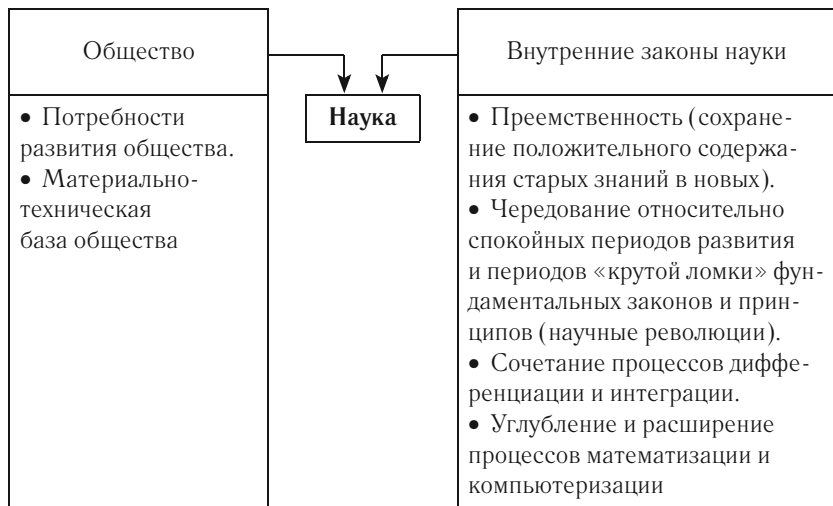 Общество
• Потребности
развития общества.
• Материально-
техническая
база общества
Наука
Внутренние законы науки
• Преемственность (сохране-
ние положительного содержа-
ния старых знаний в новых).
• Чередование относительно
спокойных периодов развития
и периодов «крутой ломки» фун-
даментальных законов и прин-
ципов (научные революции).
• Сочетание процессов диффе-
ренциации и интеграции.
• Углубление и расширение
процессов математизации и
компьютеризации